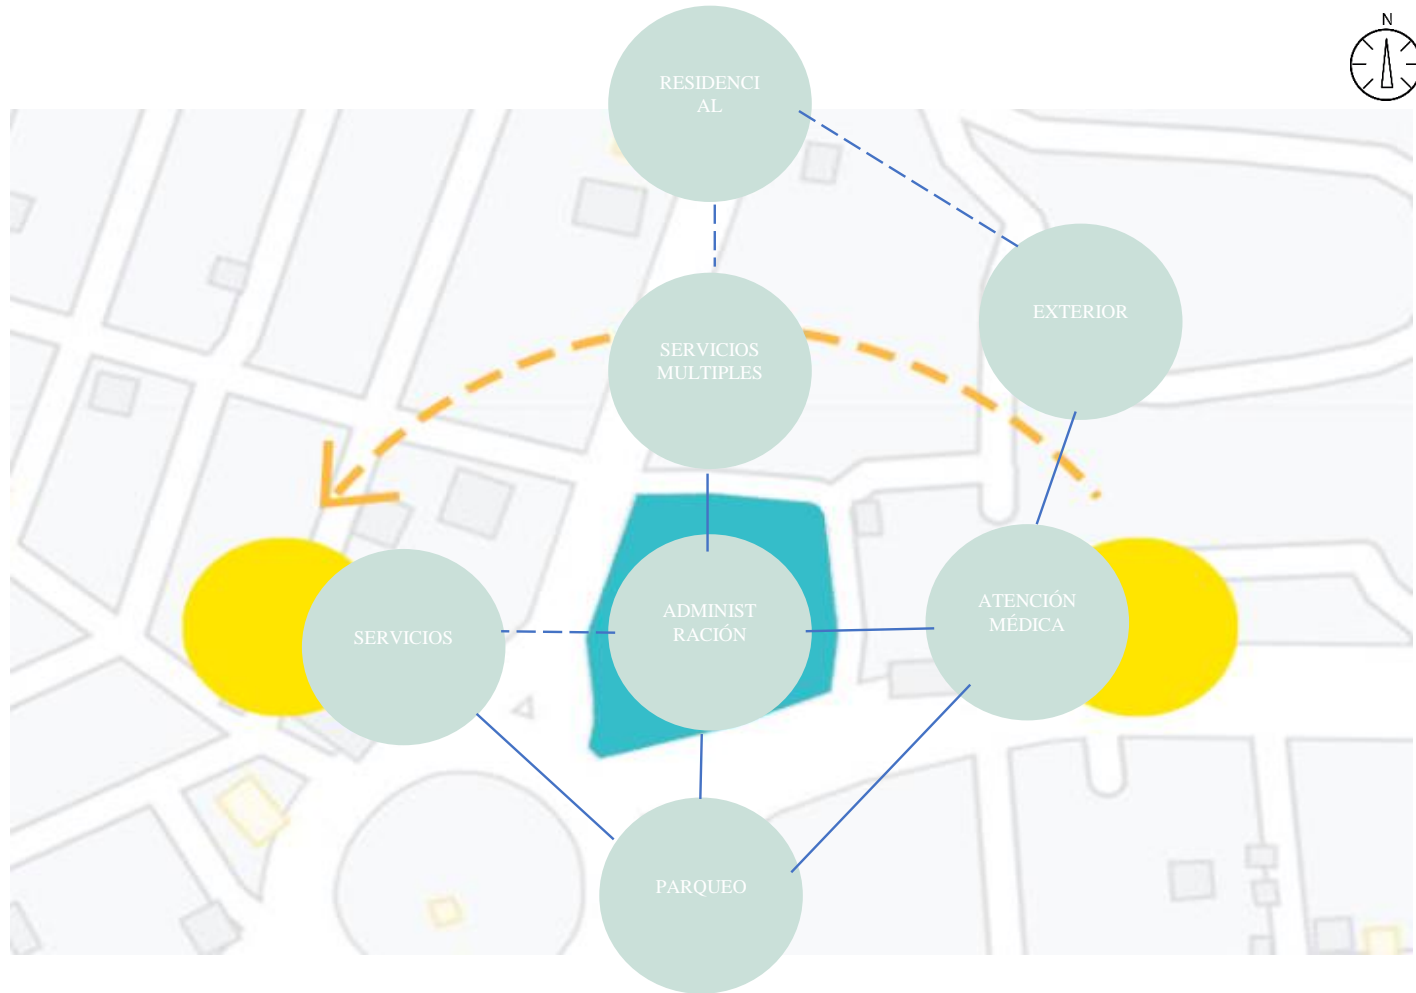 N
RESIDENCI
AL
EXTERIOR
SERVICIOS
MULTIPLES
ATENCIÓN
MÉDICA
ADMINIST
RACIÓN
SERVICIOS
PARQUEO